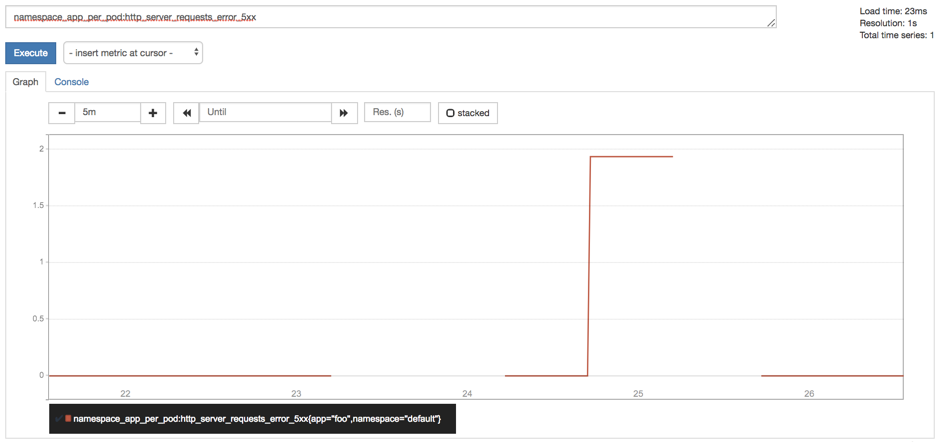 namespace_app_per_pod:http_server_requests_error_5xx
Load time: 23ms
Resolution: 1s
Total time series: 1
Execute
- insert metric at cursor -
Graph
Console
5m
Until
Res. (s)
stacked
2
1.5
1
0.5
0
22 23 24 25 26
namespace_app_per_pod:http_server_requests_error_5xx{app="foo",namespace="default"}